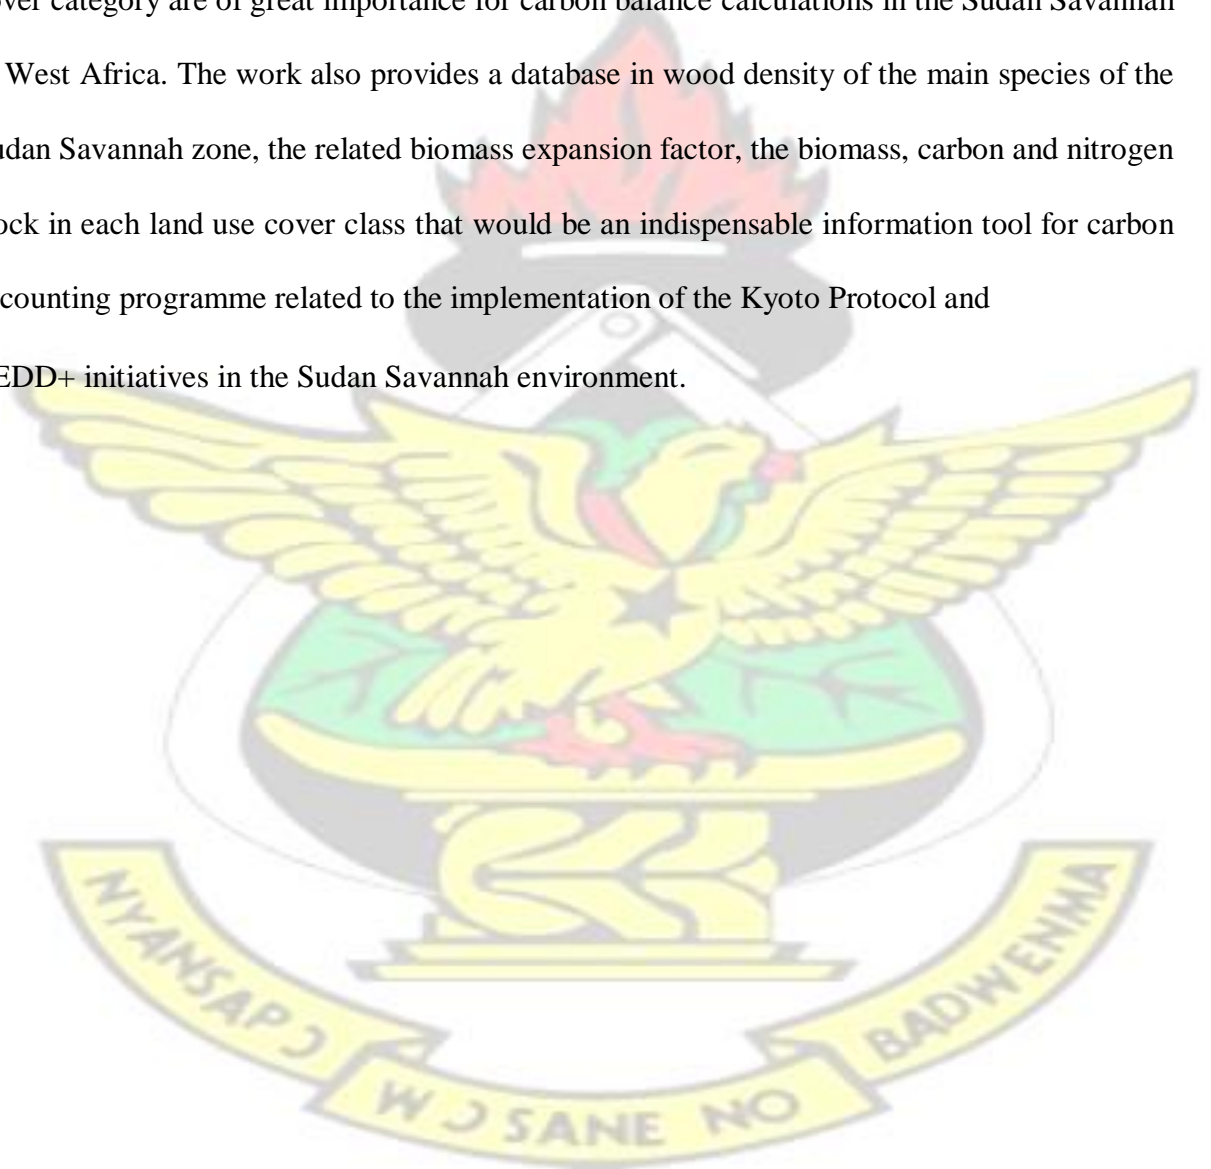 over category are of great importance for carbon balance calculations in the Sudan Savannah
West Africa. The work also provides a database in wood density of the main species of the
udan Savannah zone, the related biomass expansion factor, the biomass, carbon and nitrogen
ock in each land use cover class that would be an indispensable information tool for carbon
counting programme related to the implementation of the Kyoto Protocol and
EDD+ initiatives in the Sudan Savannah environment.
NYANSAPƆ WƆSANE NO BADWENMA